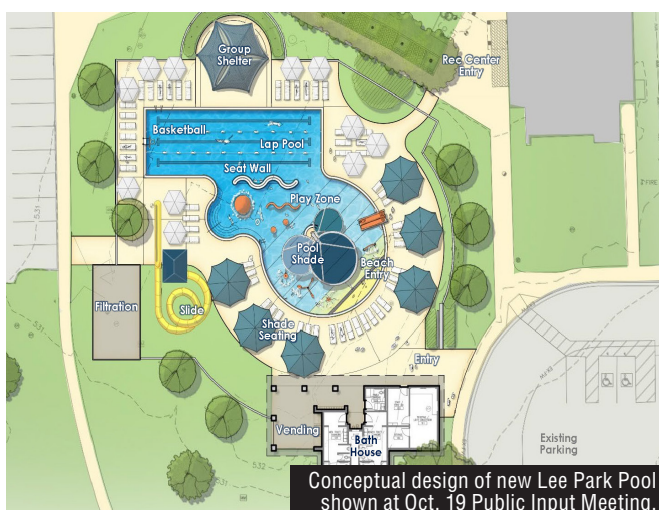 Group
Shelter
Rec Center
Entry
Basketball
Lap Pool
Seat Wall
Play Zone
Pool
Shade
Beach
Entry
Filtration
Slide
Shade
Seating
Entry
Vending
Bath
House
Existing
Parking
Conceptual design of new Lee Park Pool
shown at Oct. 19 Public Input Meeting.